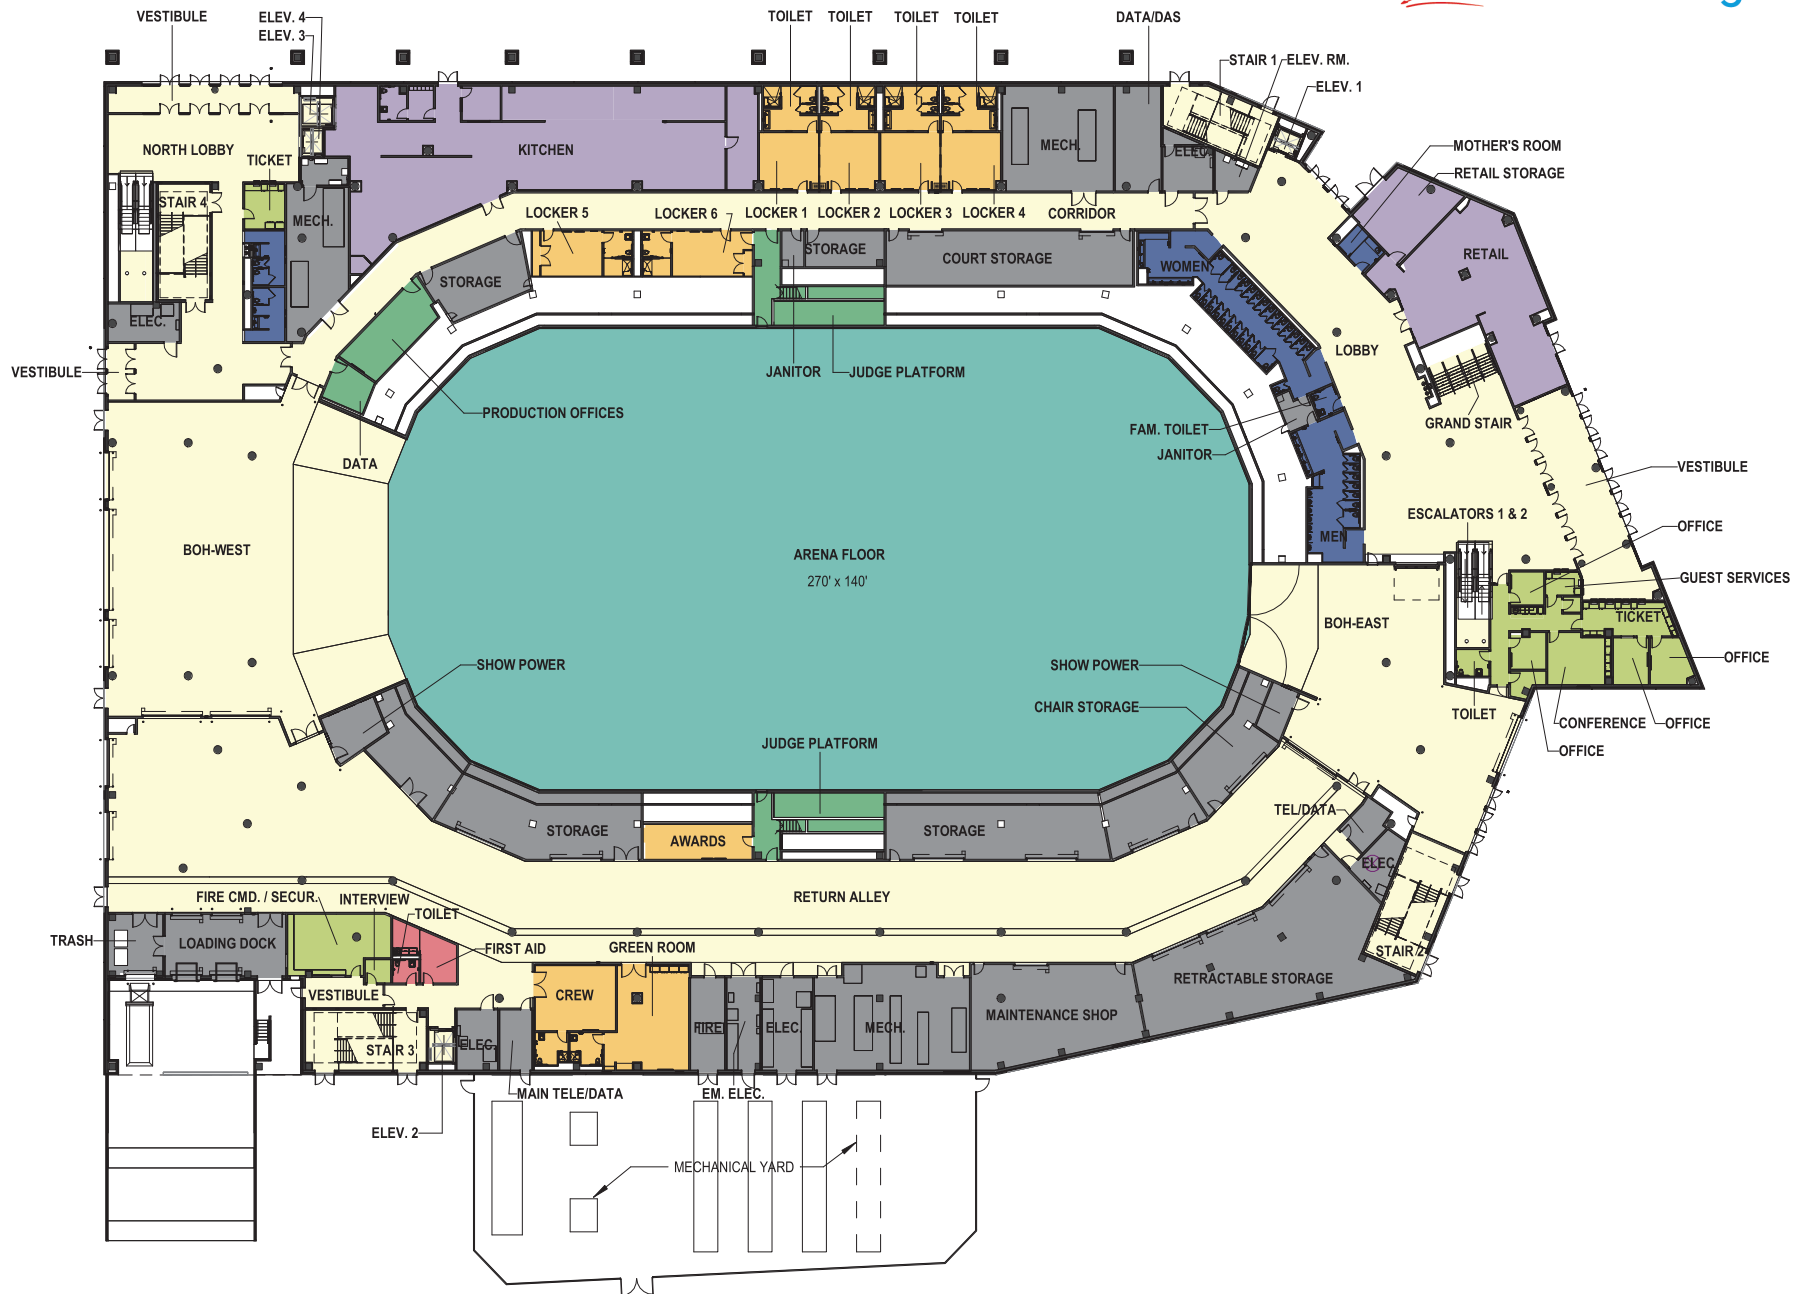 VESTIBULE
ELEV. 4
ELEV. 3
TOILET
TOILET
TOILET
TOILET
DATA/DAS
STAIR 1
ELEV. RM.
ELEV. 1
NORTH LOBBY
TICKET
KITCHEN
MECH.
ELEC.
MOTHER'S ROOM
RETAIL STORAGE
STAIR 4
MECH.
LOCKER 5
LOCKER 6
LOCKER 1
LOCKER 2
LOCKER 3
LOCKER 4
CORRIDOR
STORAGE
STORAGE
COURT STORAGE
WOMEN
RETAIL
ELEC.
LOBBY
VESTIBULE
JANITOR
JUDGE PLATFORM
PRODUCTION OFFICES
GRAND STAIR
FAM. TOILET
JANITOR
DATA
VESTIBULE
ESCALATORS 1 & 2
OFFICE
MEN
BOH-WEST
ARENA FLOOR
270' x 140'
GUEST SERVICES
BOH-EAST
TICKET
SHOW POWER
SHOW POWER
OFFICE
CHAIR STORAGE
TOILET
CONFERENCE
OFFICE
JUDGE PLATFORM
OFFICE
TEL/DATA
STORAGE
AWARDS
STORAGE
ELEC.
FIRE CMD. / SECUR.
INTERVIEW
RETURN ALLEY
TOILET
TRASH
LOADING DOCK
FIRST AID
GREEN ROOM
STAIR 2
RETRACTABLE STORAGE
VESTIBULE
CREW
MAINTENANCE SHOP
FIRE
ELEC.
MECH.
STAIR 3
ELEC.
MAIN TELE/DATA
EM. ELEC.
ELEV. 2
MECHANICAL YARD